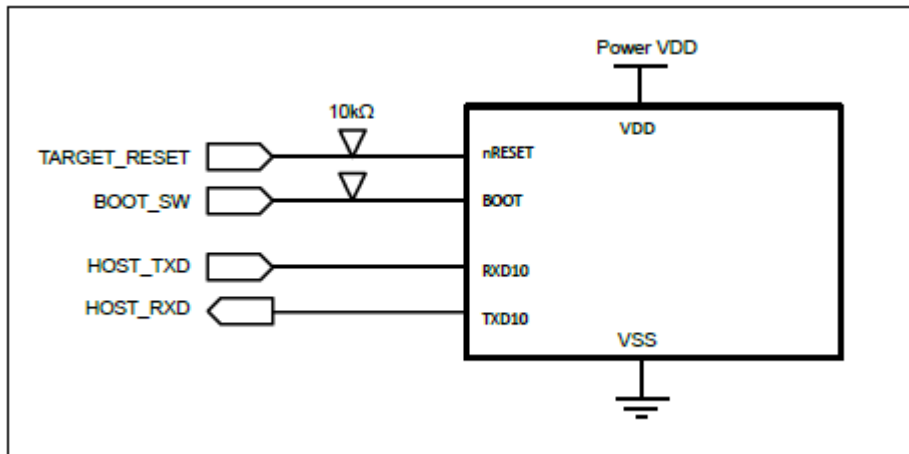 Power VDD
10kΩ
VDD
TARGET_RESET
nRESET
BOOT_SW
BOOT
HOST_TXD
RXD10
HOST_RXD
TXD10
VSS